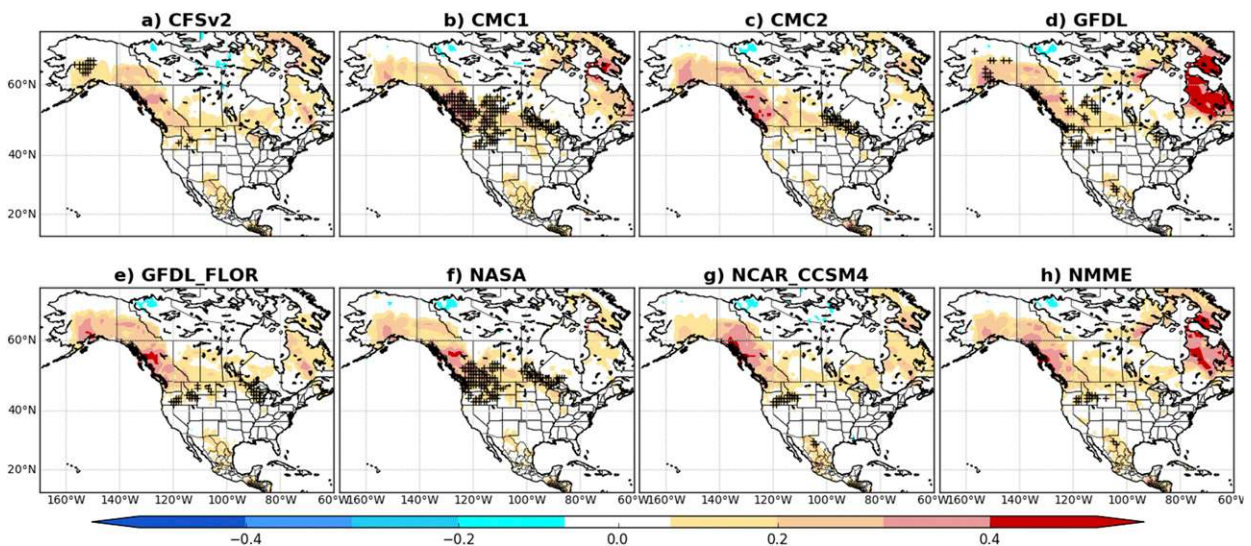 a) CFSv2 b) CMC1 c) CMC2 d) GFDL
60°N
40°N
20°N
e) GFDL_FLOR f) NASA g) NCAR_CCSM4 h) NMME
60°N
40°N
20°N
160°W 140°W 120°W 100°W 80°W 60°W160°W 140°W 120°W 100°W 80°W 60°W160°W 140°W 120°W 100°W 80°W 60°W160°W 140°W 120°W 100°W 80°W 60°W
−0.4 −0.2 0.0 0.2 0.4